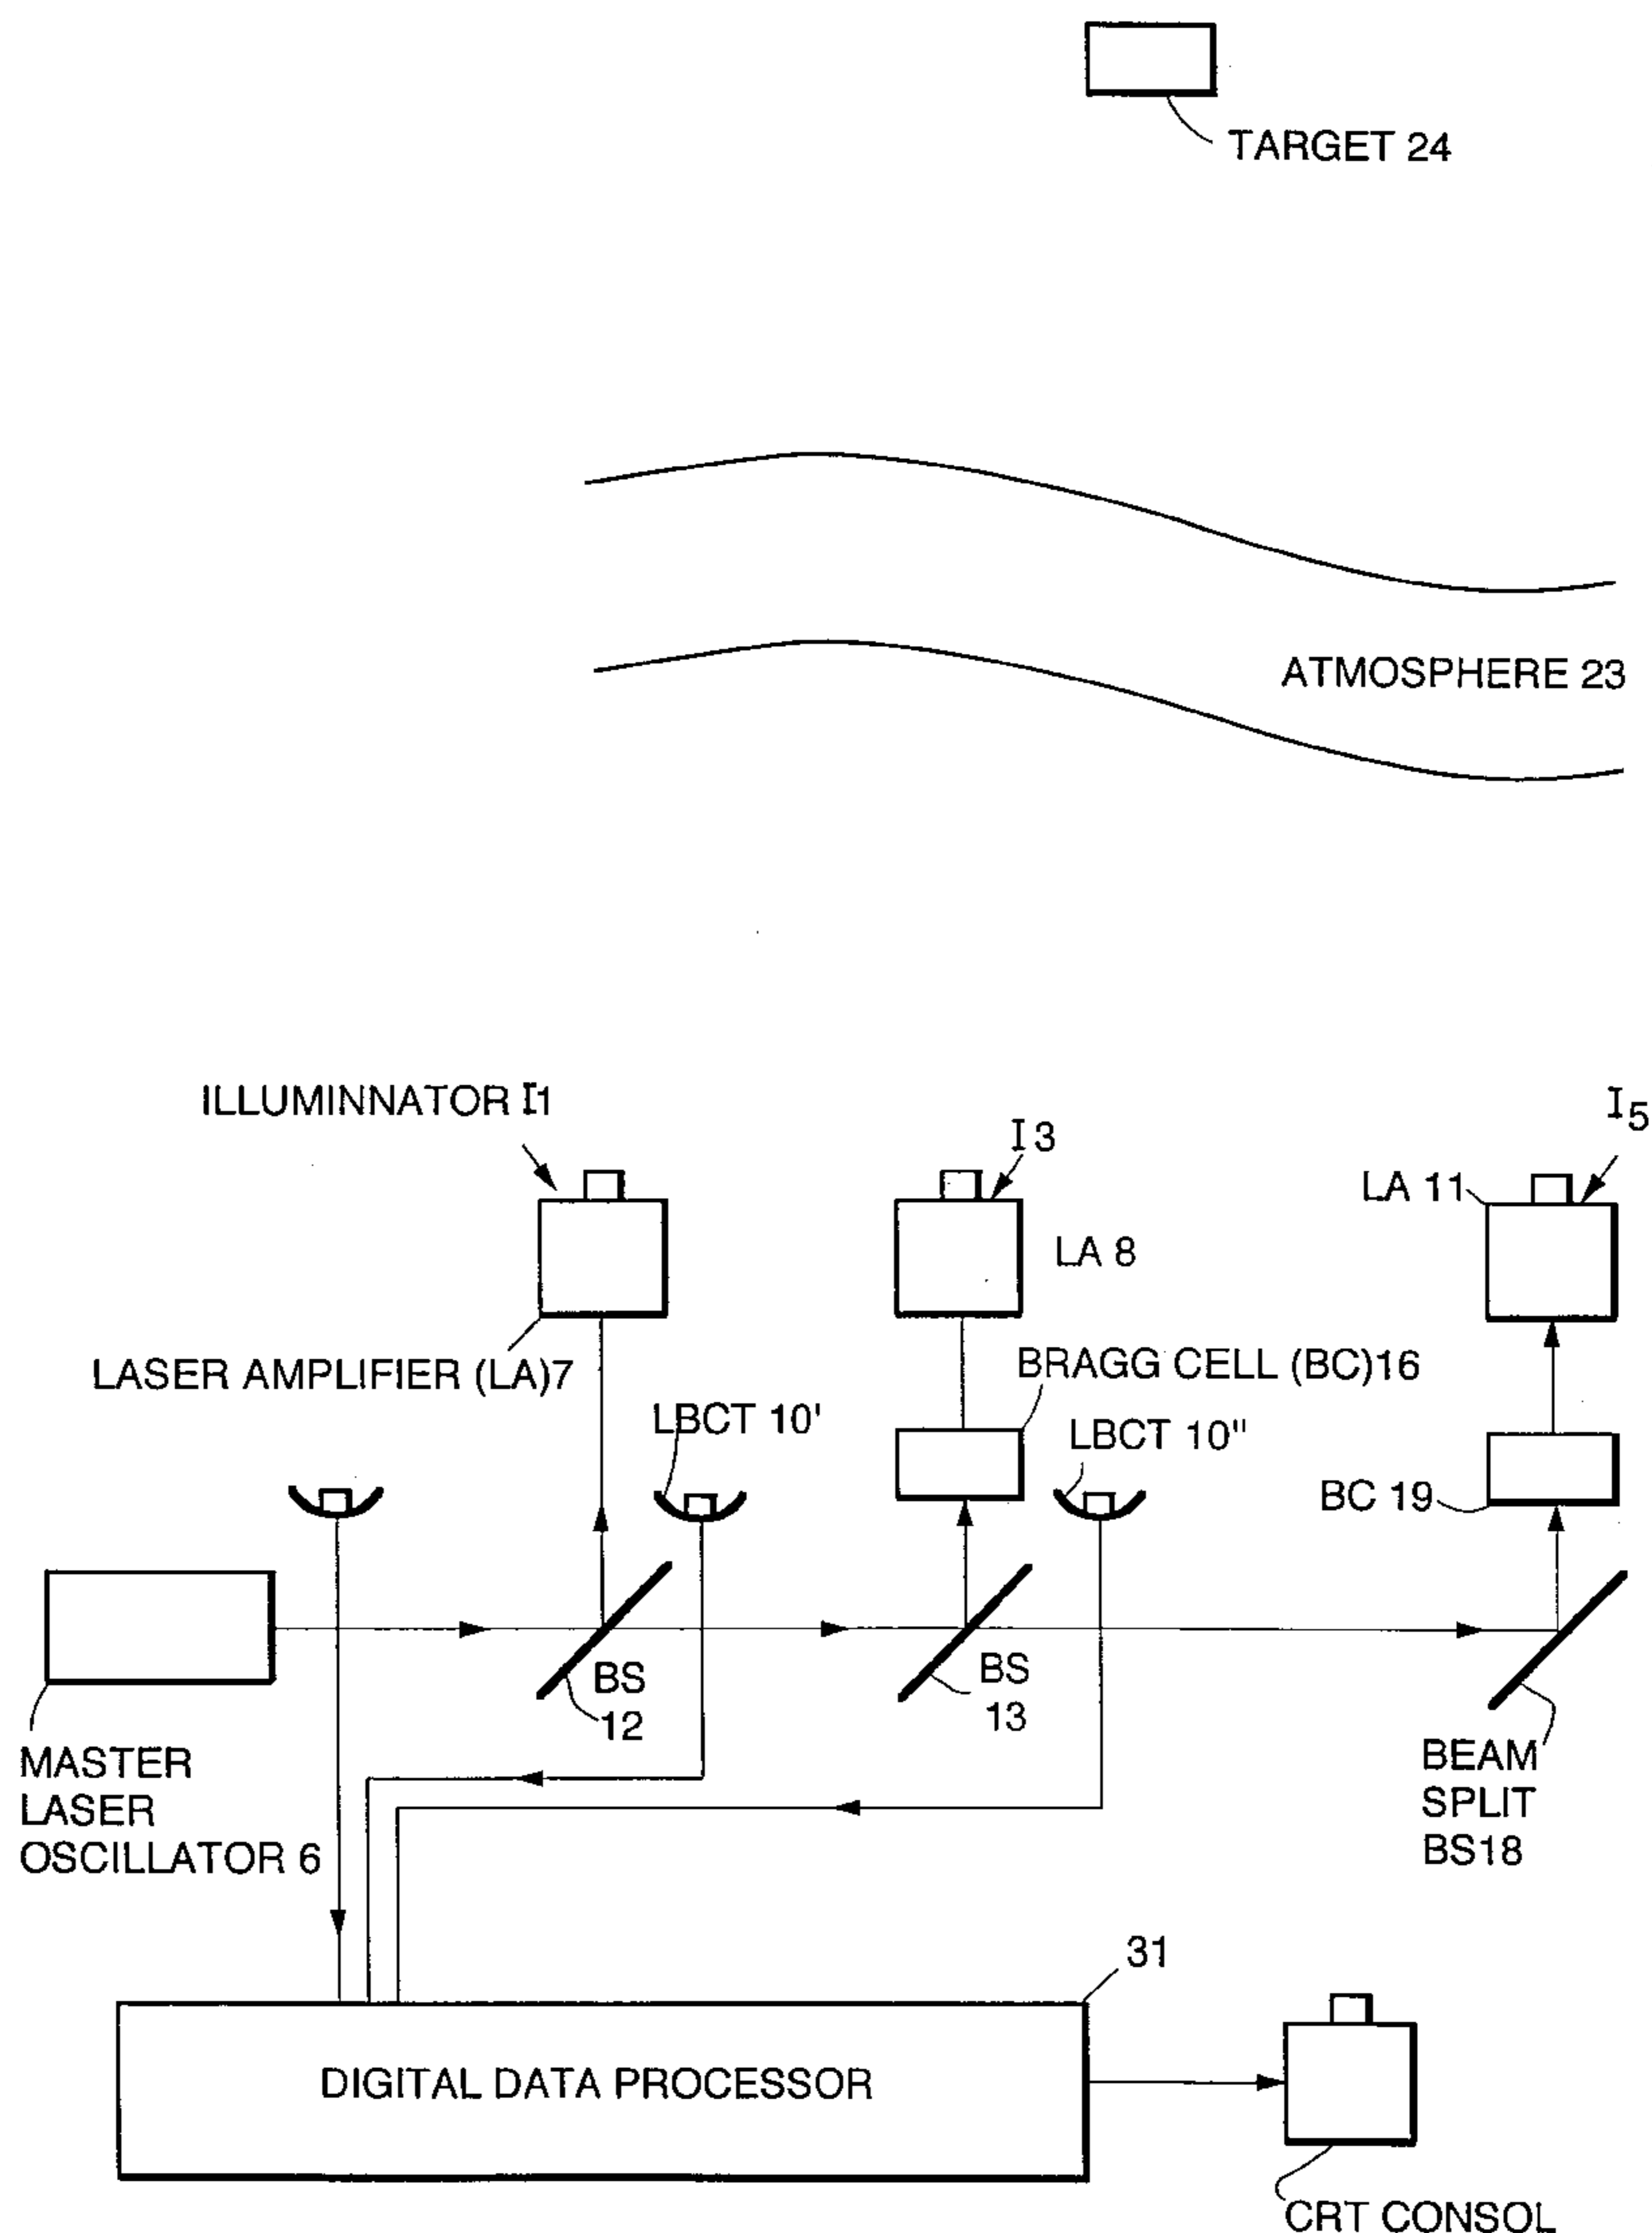 TARGET 24
ATMOSPHERE 23
ILLUMINNATOR I1
I3
I5
LA 11
LA 8
LASER AMPLIFIER (LA)7
BRAGG CELL (BC)16
LBCT 10'
LBCT 10"
BC 19
BS
12
BS
13
MASTER
LASER
OSCILLATOR 6
BEAM
SPLIT
BS18
31
DIGITAL DATA PROCESSOR
CRT CONSOL